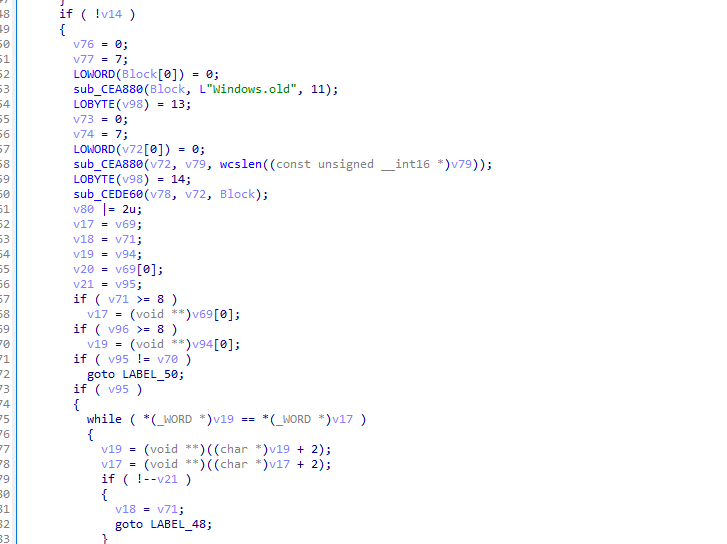 47 }
48 if ( !v14 )
49 {
50 v76 = 0;
51 v77 = 7;
52 LOWORD(Block[0]) = 0;
53 sub_CEA880(Block, L"Windows.old", 11);
54 LOBYTE(v98) = 13;
55 v73 = 0;
56 v74 = 7;
57 LOWORD(v72[0]) = 0;
58 sub_CEA880(v72, v79, wcslen((const unsigned __int16 *)v79));
59 LOBYTE(v98) = 14;
60 sub_CEDE60(v78, v72, Block);
61 v80 |= 2u;
62 v17 = v69;
63 v18 = v71;
64 v19 = v94;
65 v20 = v69[0];
66 v21 = v95;
67 if ( v71 >= 8 )
68 v17 = (void **)v69[0];
69 if ( v96 >= 8 )
70 v19 = (void **)v94[0];
71 if ( v95 != v70 )
72 goto LABEL_50;
73 if ( v95 )
74 {
75 while ( *(_WORD *)v19 == *(_WORD *)v17 )
76 {
77 v19 = (void **)((char *)v19 + 2);
78 v17 = (void **)((char *)v17 + 2);
79 if ( !--v21 )
80 {
81 v18 = v71;
82 goto LABEL_48;
83 }